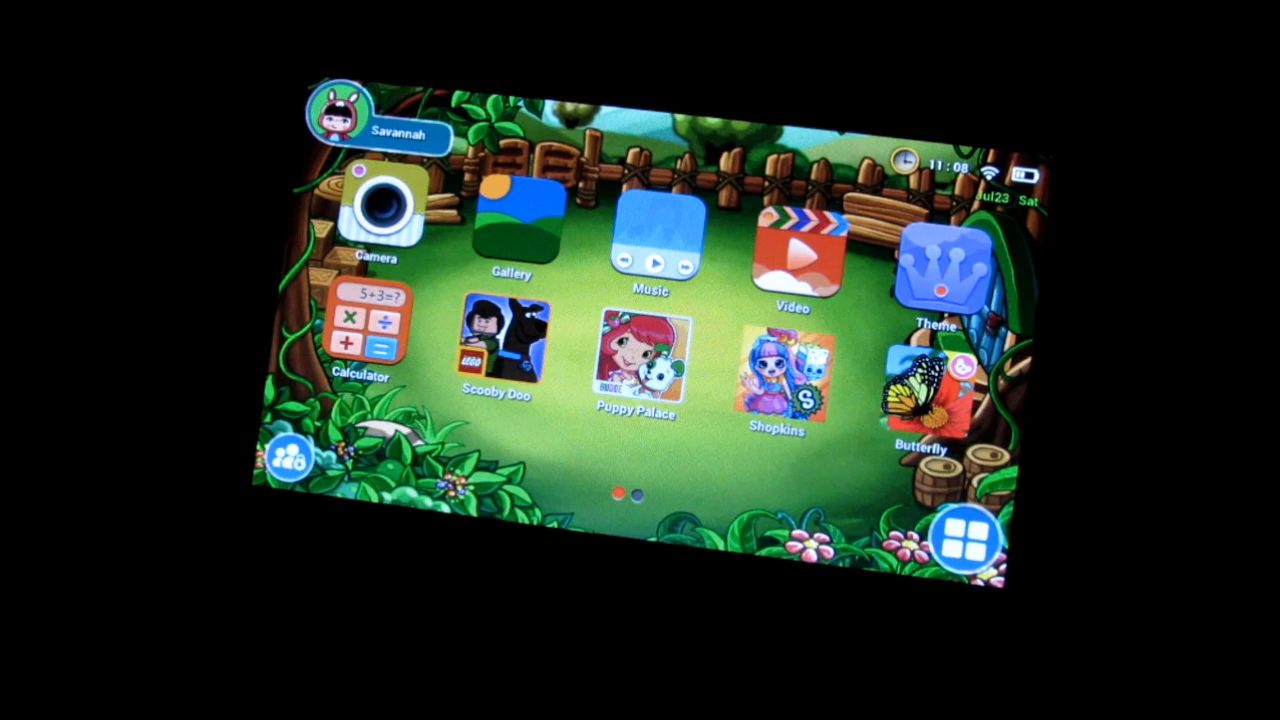 Savannah
11:08
Jul23 Sat
Camera
Gallery
Music
Video
Theme
5+3=?
× ÷
+ =
Calculator
LEGO
Scooby Doo
BUDGE
Puppy Palace
S
Shopkins
Butterfly